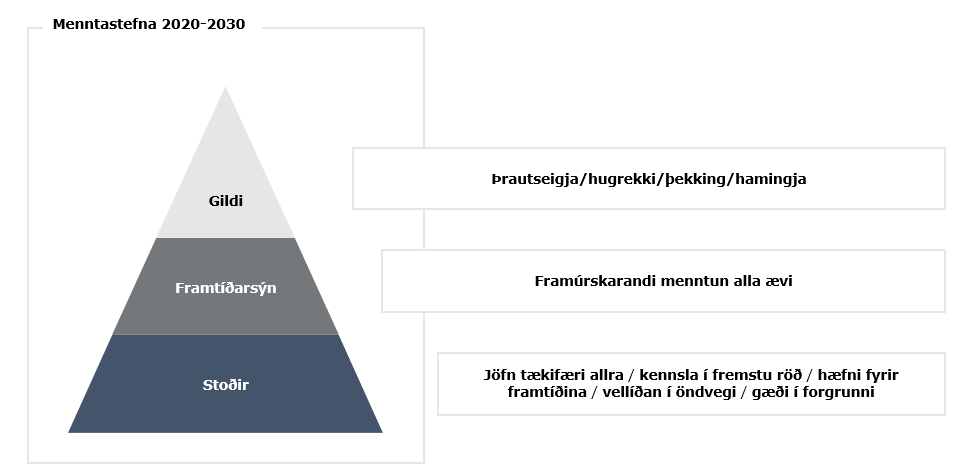 Menntastefna 2020-2030
Gildi
Þrautseigja/hugrekki/þekking/hamingja
Framtíðarsýn
Framúrskarandi menntun alla ævi
Stoðir
Jöfn tækifæri allra / kennsla í fremstu röð / hæfni fyrir
framtíðina / vellíðan í öndvegi / gæði í forgrunni